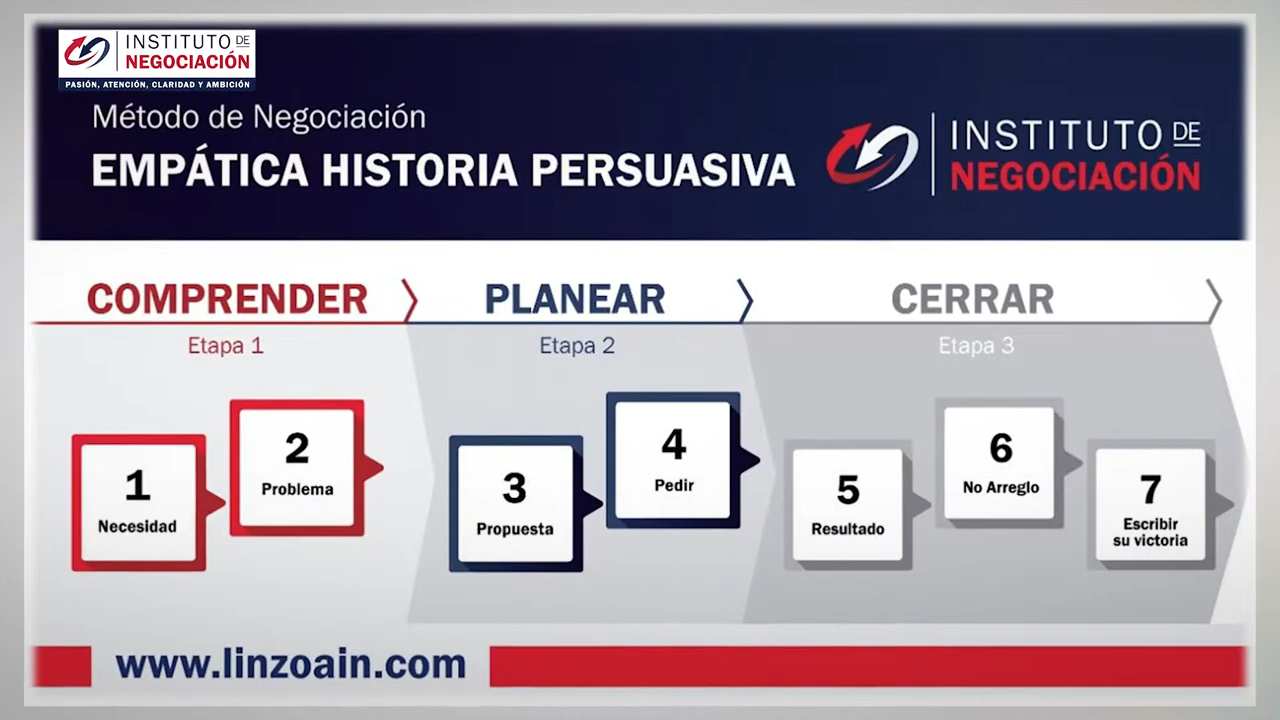 INSTITUTO DE
NEGOCIACIÓN
PASIÓN, ATENCIÓN, CLARIDAD Y AMBICIÓN
Método de Negociación
EMPÁTICA HISTORIA PERSUASIVA
INSTITUTO DE
NEGOCIACIÓN
COMPRENDER
Etapa 1
PLANEAR
Etapa 2
CERRAR
Etapa 3
1
Necesidad
2
Problema
3
Propuesta
4
Pedir
5
Resultado
6
No Arreglo
7
Escribir
su victoria
www.linzoain.com